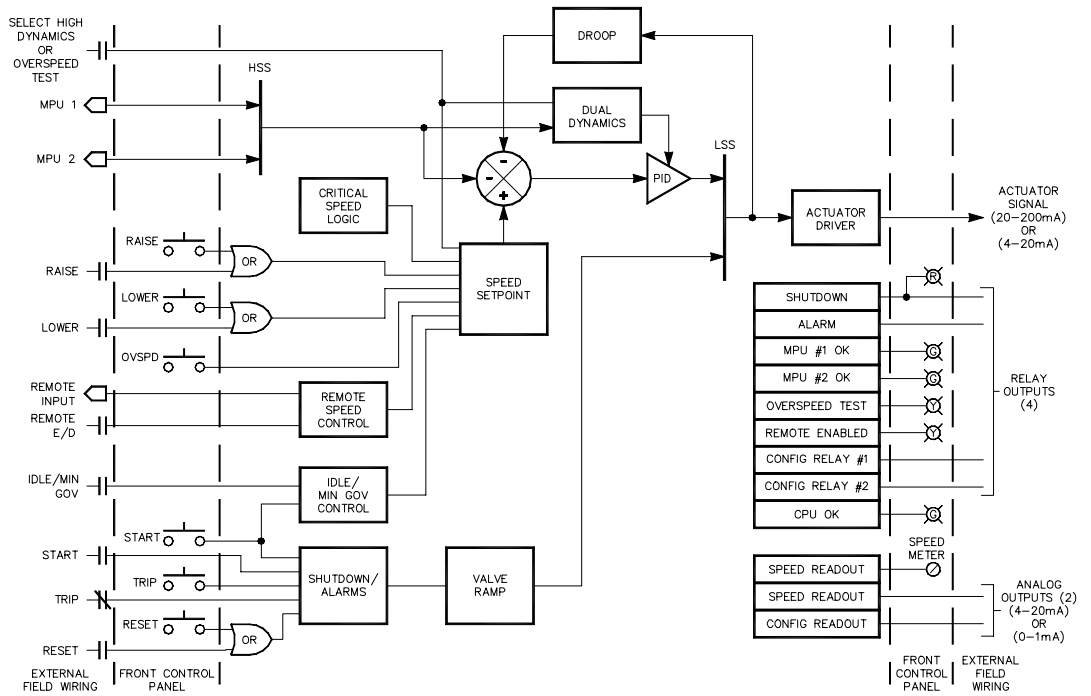 SELECT HIGH
DYNAMICS
OR
OVERSPEED
TEST
HSS
MPU 1
MPU 2
DROOP
DUAL
DYNAMICS
LSS
-
-
+
PID
CRITICAL
SPEED
LOGIC
ACTUATOR
DRIVER
ACTUATOR
SIGNAL
(20-200mA)
OR
(4-20mA)
RAISE
RAISE
OR
SPEED
SETPOINT
LOWER
LOWER
OR
OVSPD
REMOTE
INPUT
REMOTE
E/D
REMOTE
SPEED
CONTROL
IDLE/MIN
GOV
IDLE/
MIN GOV
CONTROL
START
START
TRIP
TRIP
SHUTDOWN/
ALARMS
VALVE
RAMP
RESET
RESET
OR
SHUTDOWN
R
ALARM
MPU #1 OK
G
MPU #2 OK
G
OVERSPEED TEST
Y
REMOTE ENABLED
Y
CONFIG RELAY #1
CONFIG RELAY #2
CPU OK
G
RELAY
OUTPUTS
(4)
SPEED
METER
SPEED READOUT
SPEED READOUT
CONFIG READOUT
ANALOG
OUTPUTS (2)
(4-20mA)
OR
(0-1mA)
EXTERNAL
FIELD WIRING
FRONT CONTROL
PANEL
FRONT
CONTROL
PANEL
EXTERNAL
FIELD
WIRING